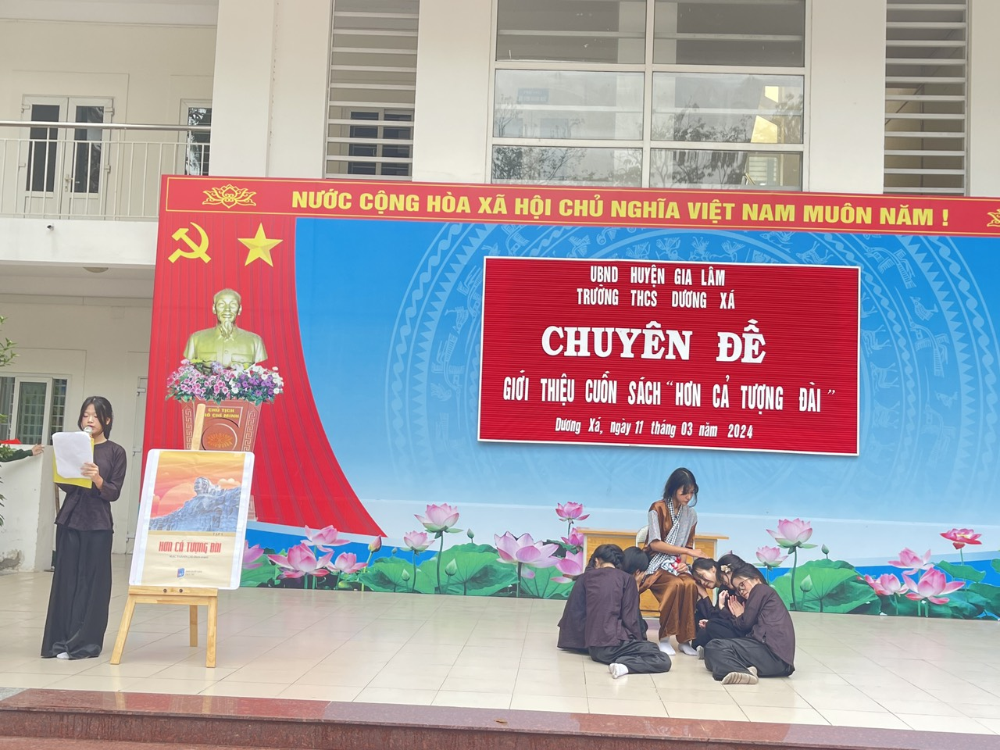 NƯỚC CỘNG HÒA XÃ HỘI CHỦ NGHĨA VIỆT NAM MUÔN NĂM !
UBND HUYỆN GIA LÂM
TRƯỜNG THCS DƯƠNG XÁ
CHUYÊN ĐỀ
GIỚI THIỆU CUỐN SÁCH "HƠN CẢ TƯỢNG ĐÀI"
Dương Xá, ngày 11 tháng 03 năm 2024
CHỦ TỊCH
HỒ CHÍ MINH
HƠN CẢ TƯỢNG ĐÀI